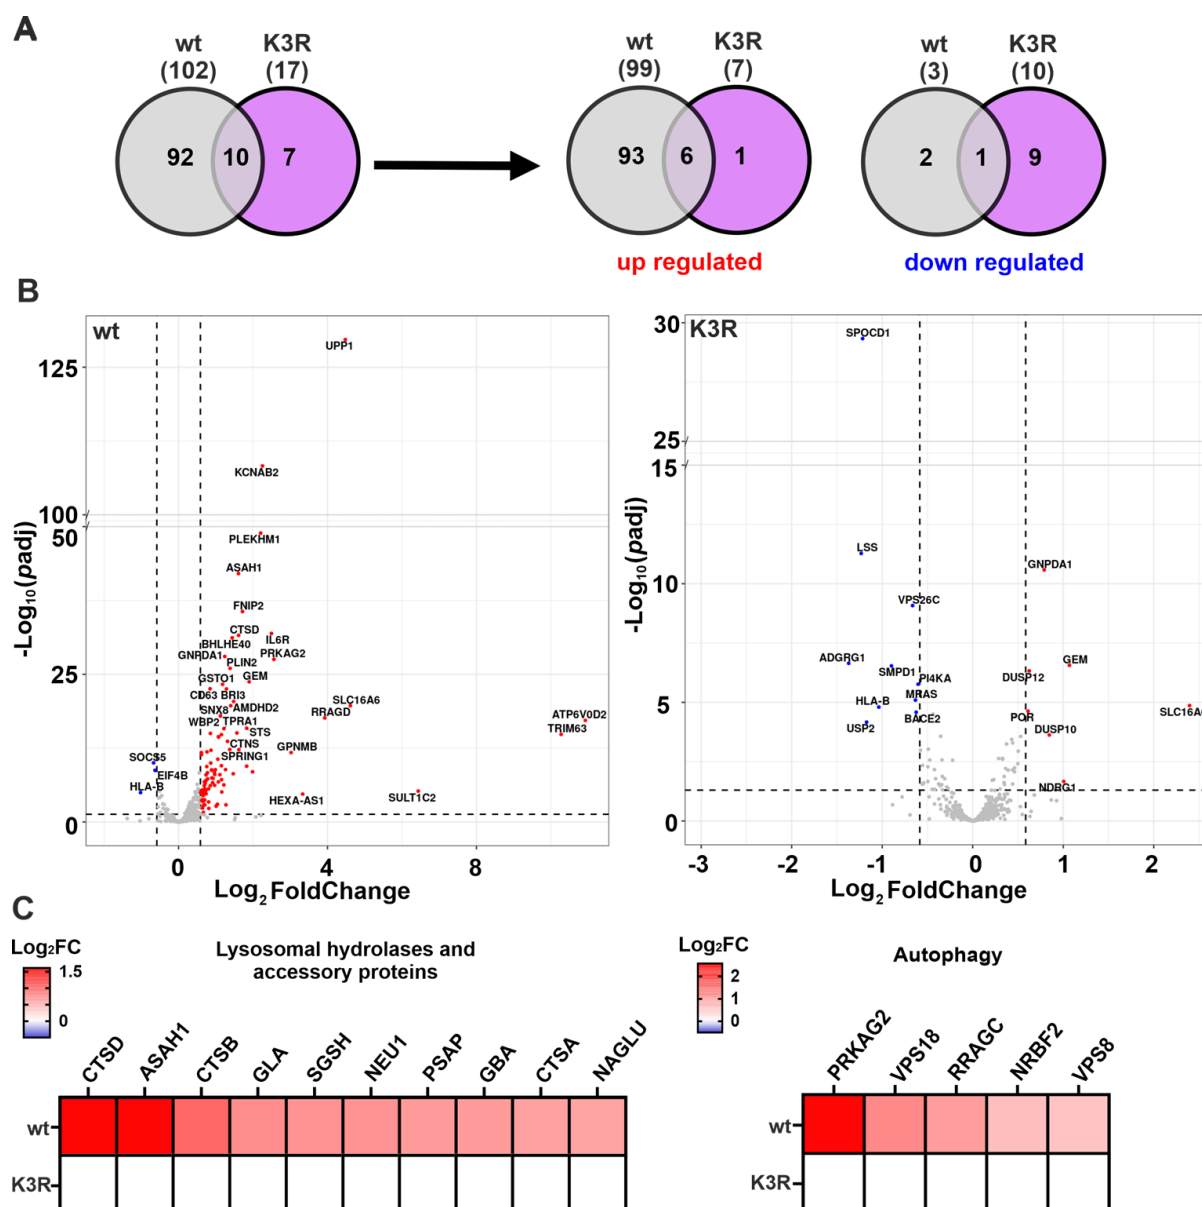 A
wt
(102)
K3R
(17)
92
10
7
wt
(99)
K3R
(7)
93
6
1
up regulated
wt
(3)
K3R
(10)
2
1
9
down regulated
B
wt
-Log10(padj)
125
100
50
25
0
UPP1
KCNAB2
PLEKHM1
ASAH1
FNIP2
CTSD
BHLHE40
IL6R
GNPDA1
PRKAG2
PLIN2
GSTO1
GEM
CD63
BRI3
AMDHD2
SNX8
SLC16A6
RRAGD
WBP2
TPRA1
ATP6V0D2
TRIM63
STS
CTNS
GPNMB
SPRING1
SOCS5
EIF4B
HLA-B
HEXA-AS1
SULT1C2
0
4
8
Log2 FoldChange
K3R
-Log10(padj)
30
25
15
10
5
0
SPOCD1
LSS
GNPDA1
VPS26C
ADGRG1
SMPD1
GEM
PI4KA
DUSP12
HLA-B
MRAS
BACE2
POR
SLC16A6
USP2
DUSP10
NDRG1
-3
-2
-1
0
1
2
Log2 FoldChange
C
Log2FC
1.5
0
Lysosomal hydrolases and
accessory proteins
CTSD
ASAH1
CTSB
GLA
SGSH
NEU1
PSAP
GBA
CTSA
NAGLU
wt
K3R
Log2FC
2
1
0
Autophagy
PRKAG2
VPS18
RRAGC
NRBF2
VPS8
wt
K3R